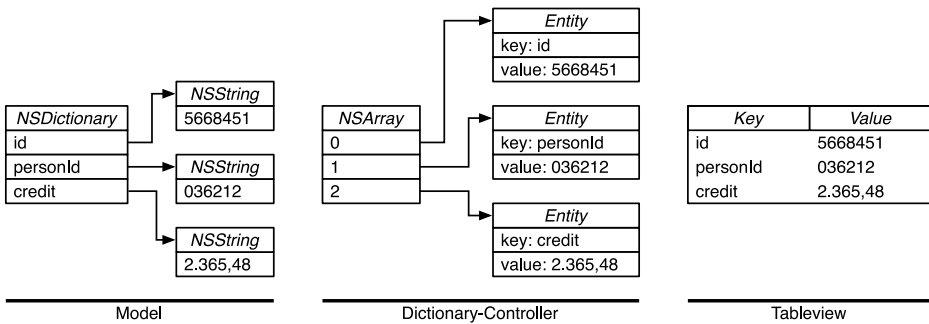 NSDictionary
id
personId
credit
NSString
5668451
NSString
036212
NSString
2.365,48
Model
NSArray
0
1
2
Entity
key: id
value: 5668451
Entity
key: personId
value: 036212
Entity
key: credit
value: 2.365,48
Dictionary-Controller
Key Value
id 5668451
personId 036212
credit 2.365,48
Tableview